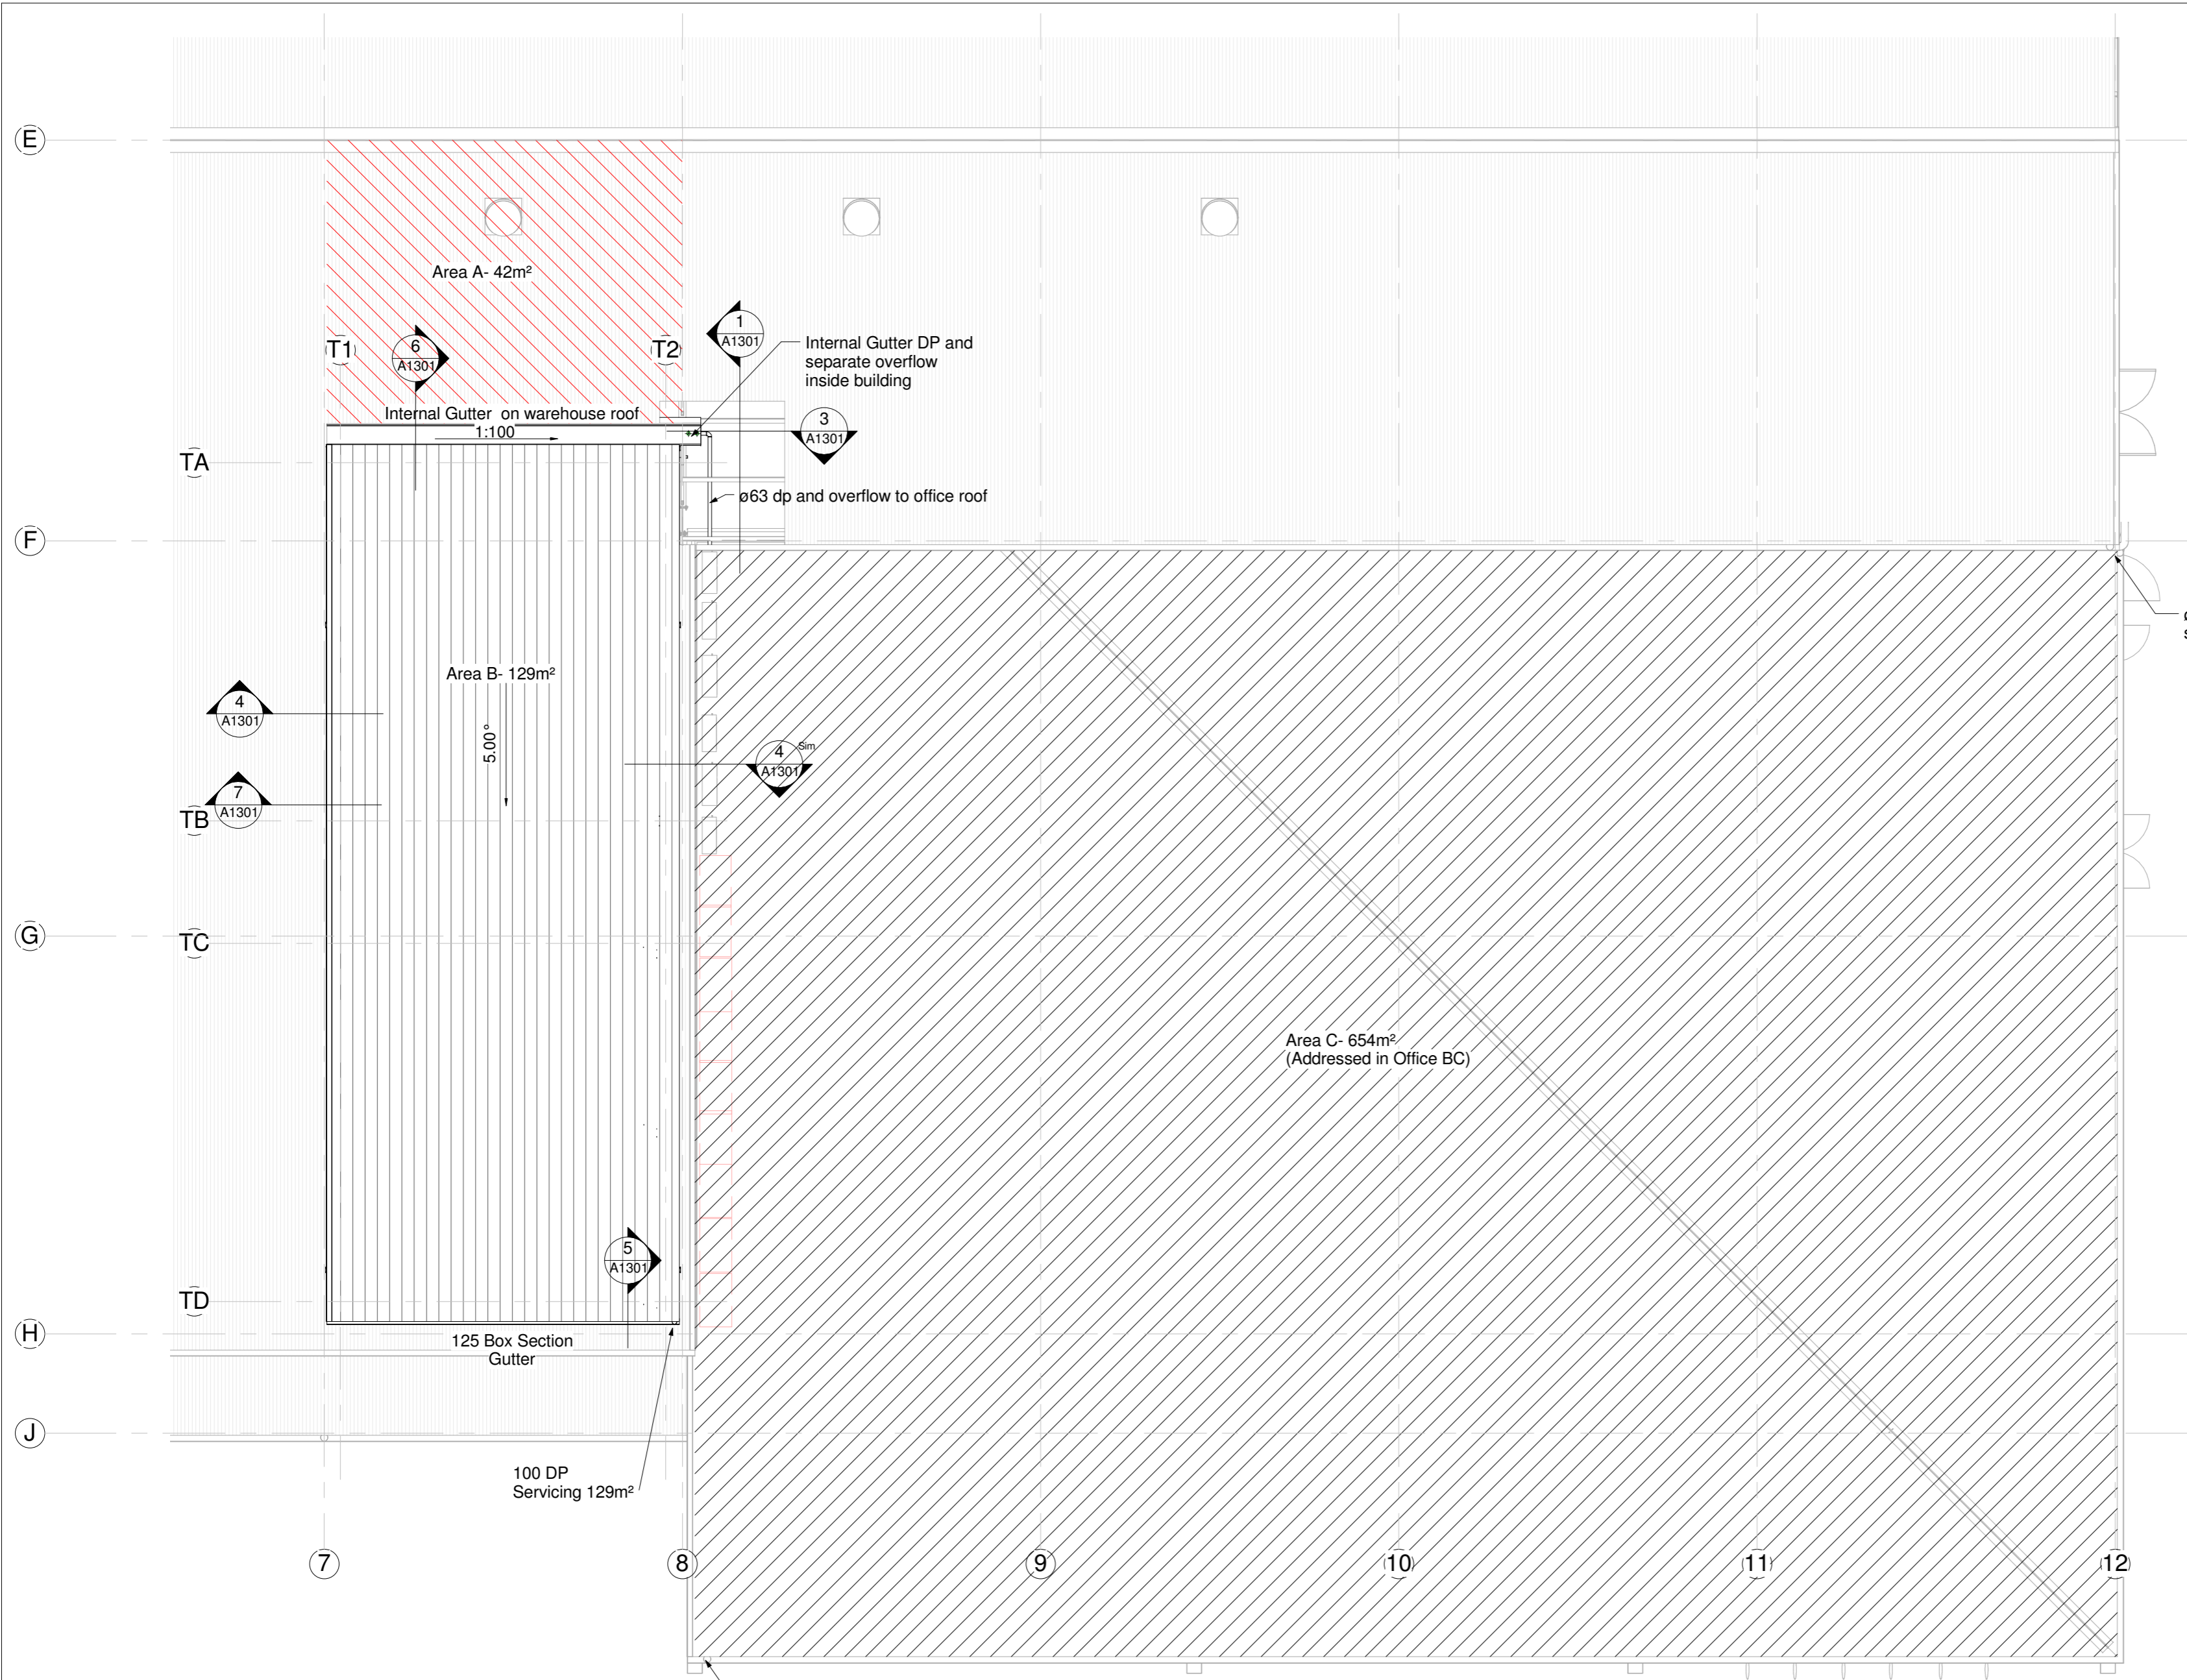 E
Area A- 42m²
T1
6
A1301
T2
1
A1301
Internal Gutter DP and
separate overflow
inside building
Internal Gutter on warehouse roof
1:100
3
A1301
TA
ø63 dp and overflow to office roof
F
Area B- 129m²
4
A1301
5.00°
4
Sim
A1301
7
A1301
TB
G
TC
Area C- 654m²
(Addressed in Office BC)
5
A1301
TD
H
125 Box Section
Gutter
J
100 DP
Servicing 129m²
7
8
9
10
11
12